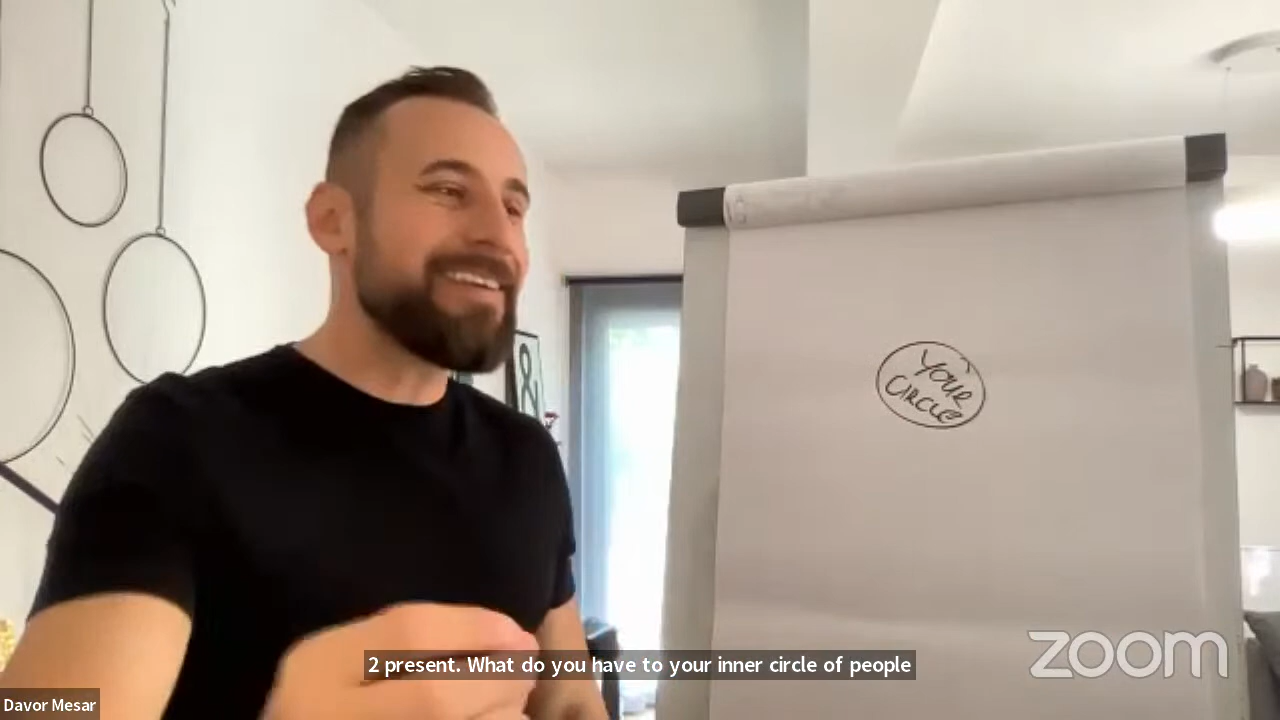 &
YOUR
CIRCLE
zoom
2 present. What do you have to your inner circle of people
Davor Mesar